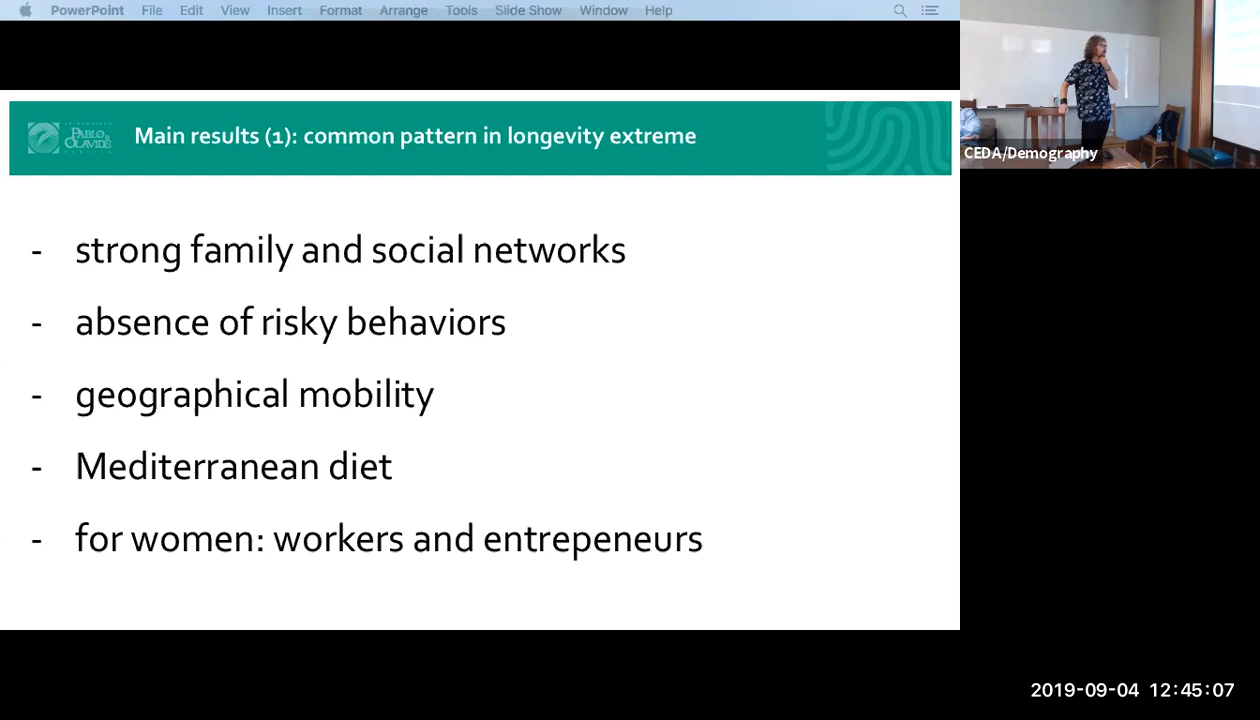 PowerPoint File Edit View Insert Format Arrange Tools Slide Show Window Help
PABLO
OLAVIDE
Main results (1): common pattern in longevity extreme
- strong family and social networks
- absence of risky behaviors
- geographical mobility
- Mediterranean diet
- for women: workers and entrepeneurs
CEDA/Demography
2019-09-04 12:45:07